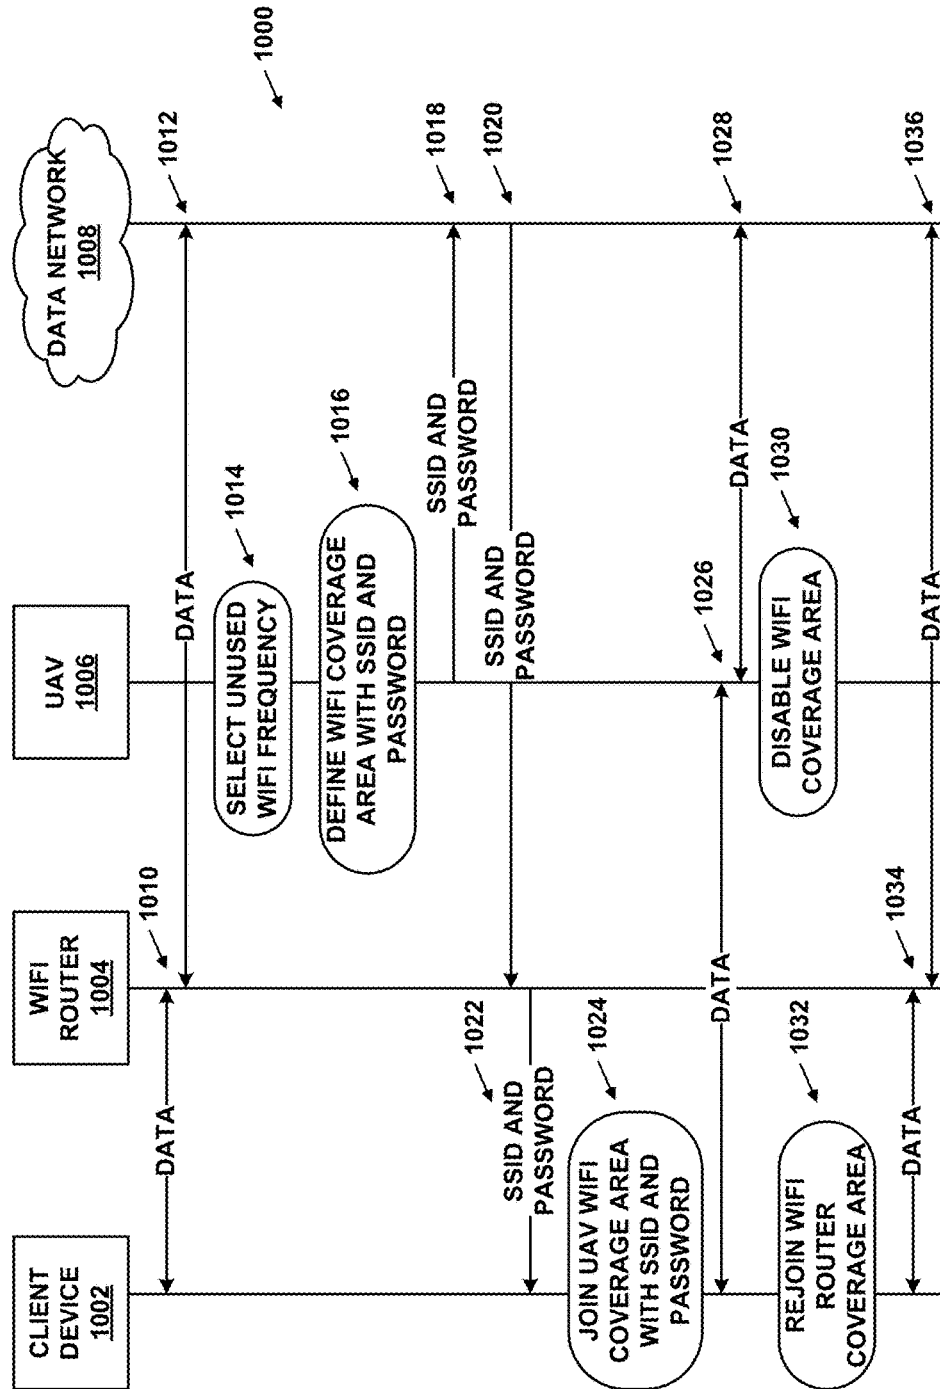 CLIENT
DEVICE
1002
WIFI
ROUTER
1004
UAV
1006
DATA NETWORK
1008
1000
1010
DATA
1012
DATA
SELECT UNUSED
WIFI FREQUENCY
1014
DEFINE WIFI COVERAGE
AREA WITH SSID AND
PASSWORD
1016
SSID AND
PASSWORD
1018
SSID AND
PASSWORD
1020
1022
SSID AND
PASSWORD
JOIN UAV WIFI
COVERAGE AREA
WITH SSID AND
PASSWORD
1024
DATA
1026
DATA
1028
DISABLE WIFI
COVERAGE AREA
1030
REJOIN WIFI
ROUTER
COVERAGE AREA
1032
DATA
1034
DATA
1036